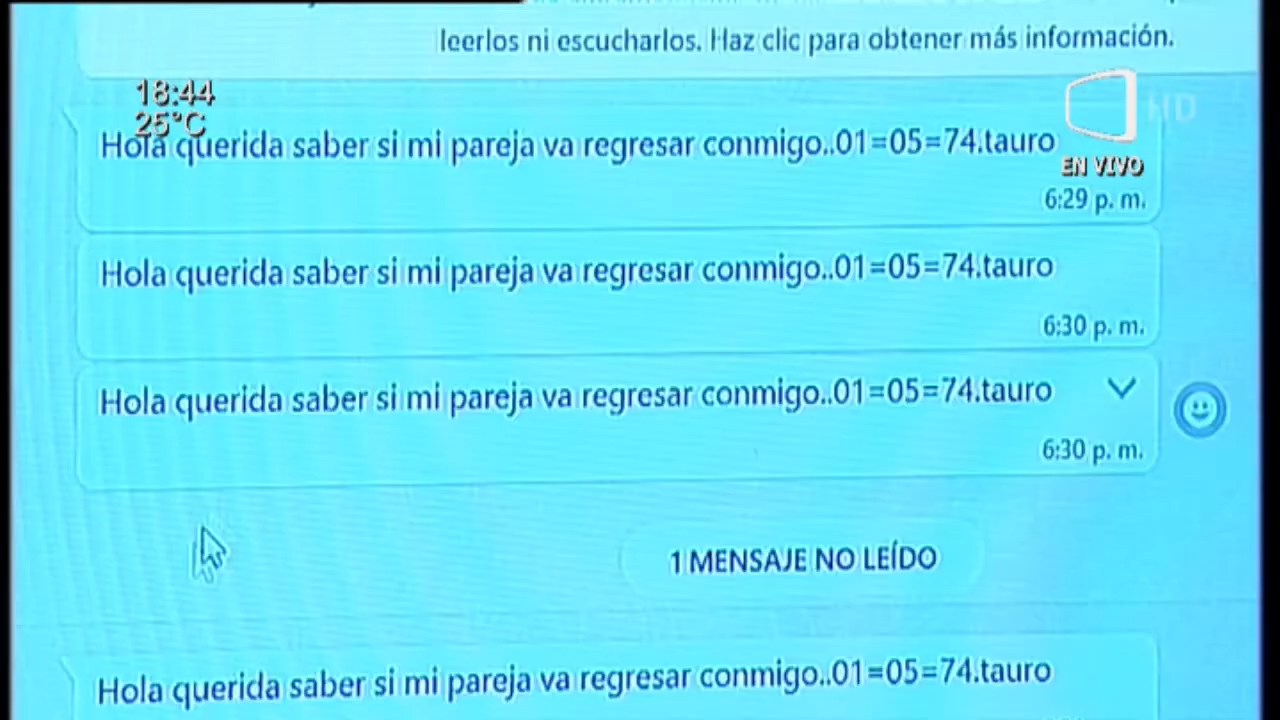 leerlos ni escucharlos. Haz clic para obtener más información.
18:44
25°C
HD
Hola querida saber si mi pareja va regresar conmigo..01=05=74.tauro
EN VIVO
6:29 p. m.
Hola querida saber si mi pareja va regresar conmigo..01=05=74.tauro
6:30 p. m.
Hola querida saber si mi pareja va regresar conmigo..01=05=74.tauro
6:30 p. m.
1 MENSAJE NO LEÍDO
Hola querida saber si mi pareja va regresar conmigo..01=05=74.tauro